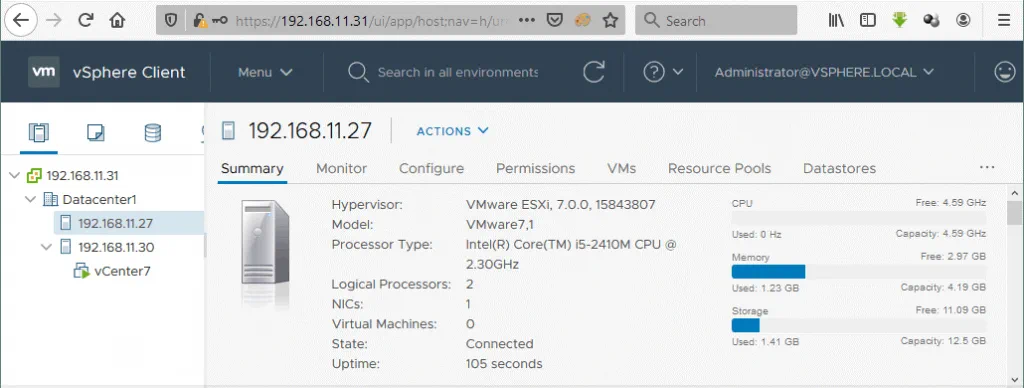 https://192.168.11.31/ui/app/host;nav=h/ur
Search
vm vSphere Client Menu Search in all environments Administrator@VSPHERE.LOCAL
192.168.11.27 ACTIONS
Summary Monitor Configure Permissions VMs Resource Pools Datastores
192.168.11.31
Datacenter1
192.168.11.27
192.168.11.30
vCenter7
Hypervisor: VMware ESXi, 7.0.0, 15843807
Model: VMware7,1
Processor Type: Intel(R) Core(TM) i5-2410M CPU @
2.30GHz
Logical Processors: 2
NICs: 1
Virtual Machines: 0
State: Connected
Uptime: 105 seconds
CPU Free: 4.59 GHz
Used: 0 Hz Capacity: 4.59 GHz
Memory Free: 2.97 GB
Used: 1.23 GB Capacity: 4.19 GB
Storage Free: 11.09 GB
Used: 1.41 GB Capacity: 12.5 GB